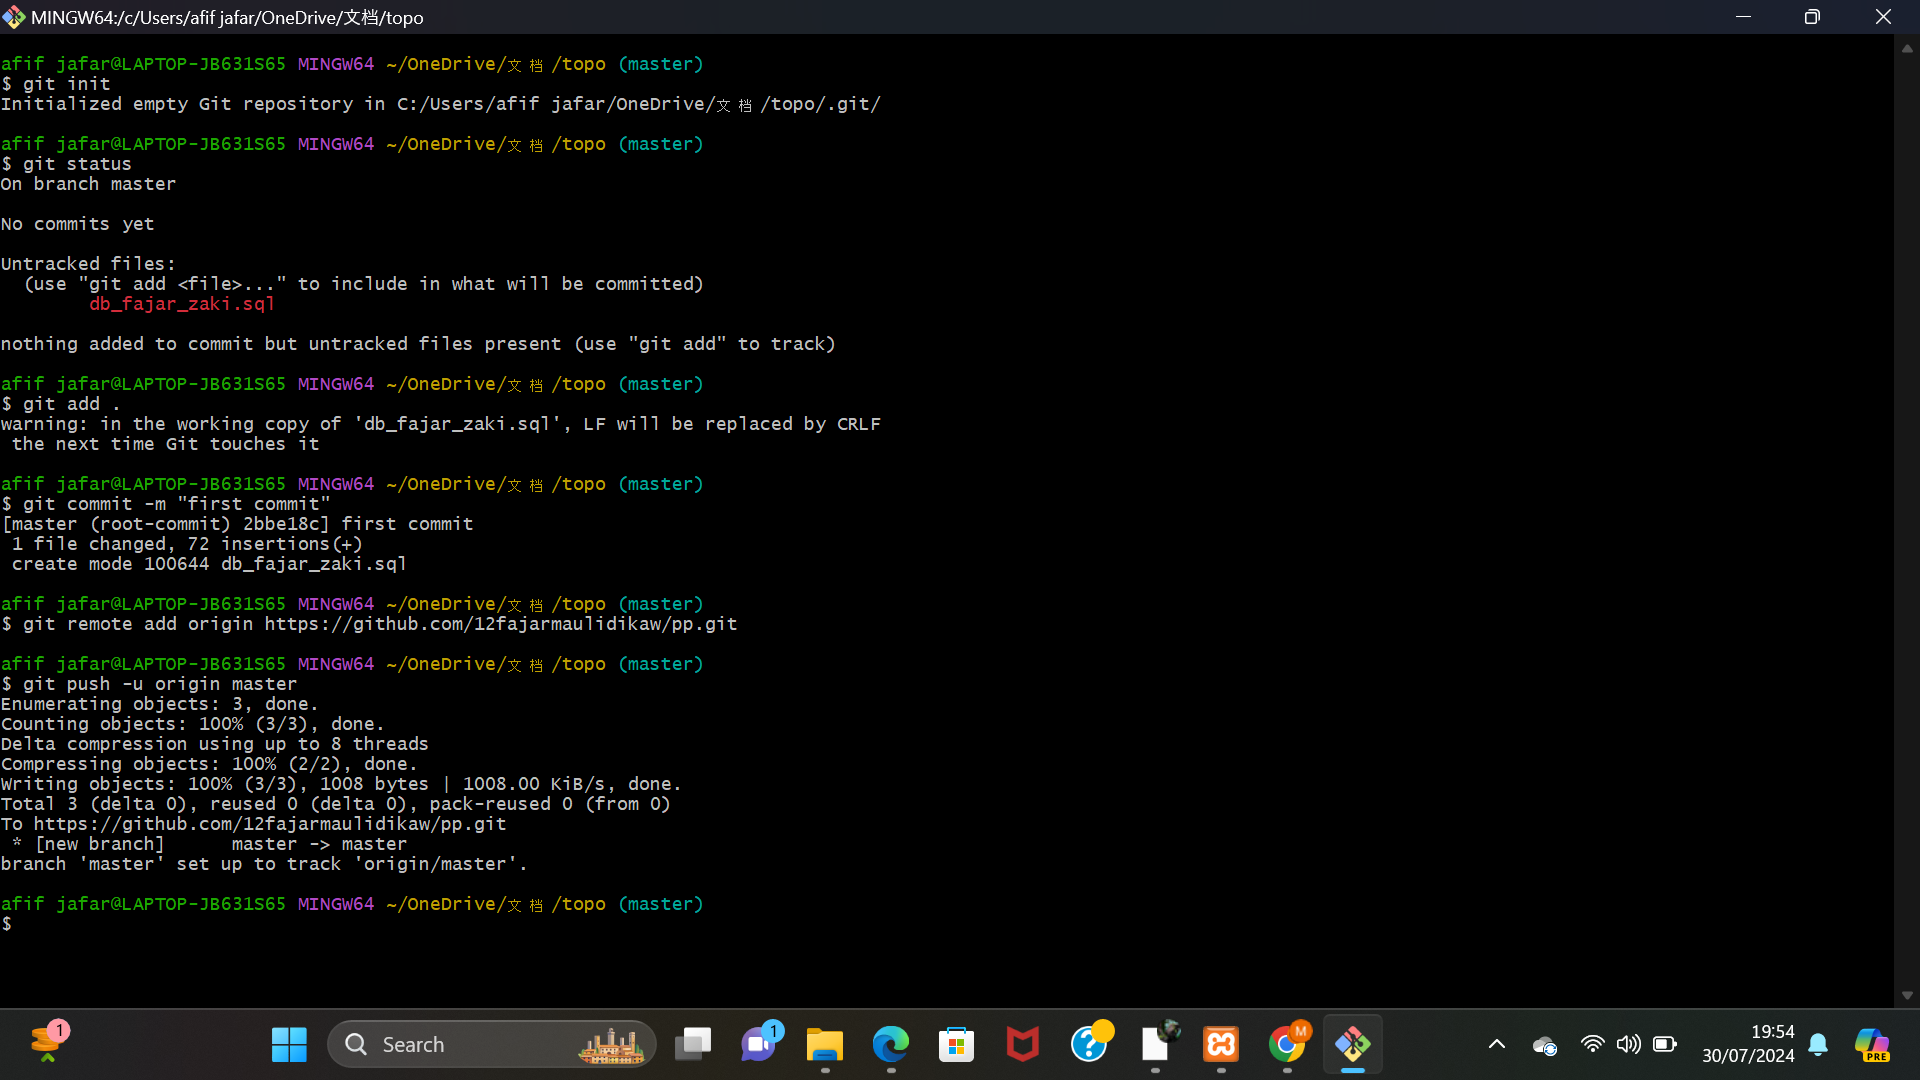 MINGW64:/c/Users/afif jafar/OneDrive/文档/topo
afif jafar@LAPTOP-JB631S65 MINGW64 ~/OneDrive/文档/topo (master)
$ git init
Initialized empty Git repository in C:/Users/afif jafar/OneDrive/文档/topo/.git/
afif jafar@LAPTOP-JB631S65 MINGW64 ~/OneDrive/文档/topo (master)
$ git status
On branch master
No commits yet
Untracked files:
(use "git add <file>..." to include in what will be committed)
db_fajar_zaki.sql
nothing added to commit but untracked files present (use "git add" to track)
afif jafar@LAPTOP-JB631S65 MINGW64 ~/OneDrive/文档/topo (master)
$ git add .
warning: in the working copy of 'db_fajar_zaki.sql', LF will be replaced by CRLF
the next time Git touches it
afif jafar@LAPTOP-JB631S65 MINGW64 ~/OneDrive/文档/topo (master)
$ git commit -m "first commit"
[master (root-commit) 2bbe18c] first commit
1 file changed, 72 insertions(+)
create mode 100644 db_fajar_zaki.sql
afif jafar@LAPTOP-JB631S65 MINGW64 ~/OneDrive/文档/topo (master)
$ git remote add origin https://github.com/12fajarmaulidikaw/pp.git
afif jafar@LAPTOP-JB631S65 MINGW64 ~/OneDrive/文档/topo (master)
$ git push -u origin master
Enumerating objects: 3, done.
Counting objects: 100% (3/3), done.
Delta compression using up to 8 threads
Compressing objects: 100% (2/2), done.
Writing objects: 100% (3/3), 1008 bytes | 1008.00 KiB/s, done.
Total 3 (delta 0), reused 0 (delta 0), pack-reused 0 (from 0)
To https://github.com/12fajarmaulidikaw/pp.git
* [new branch]      master -> master
branch 'master' set up to track 'origin/master'.
afif jafar@LAPTOP-JB631S65 MINGW64 ~/OneDrive/文档/topo (master)
$
1
Search
1
M
19:54
30/07/2024
PRE